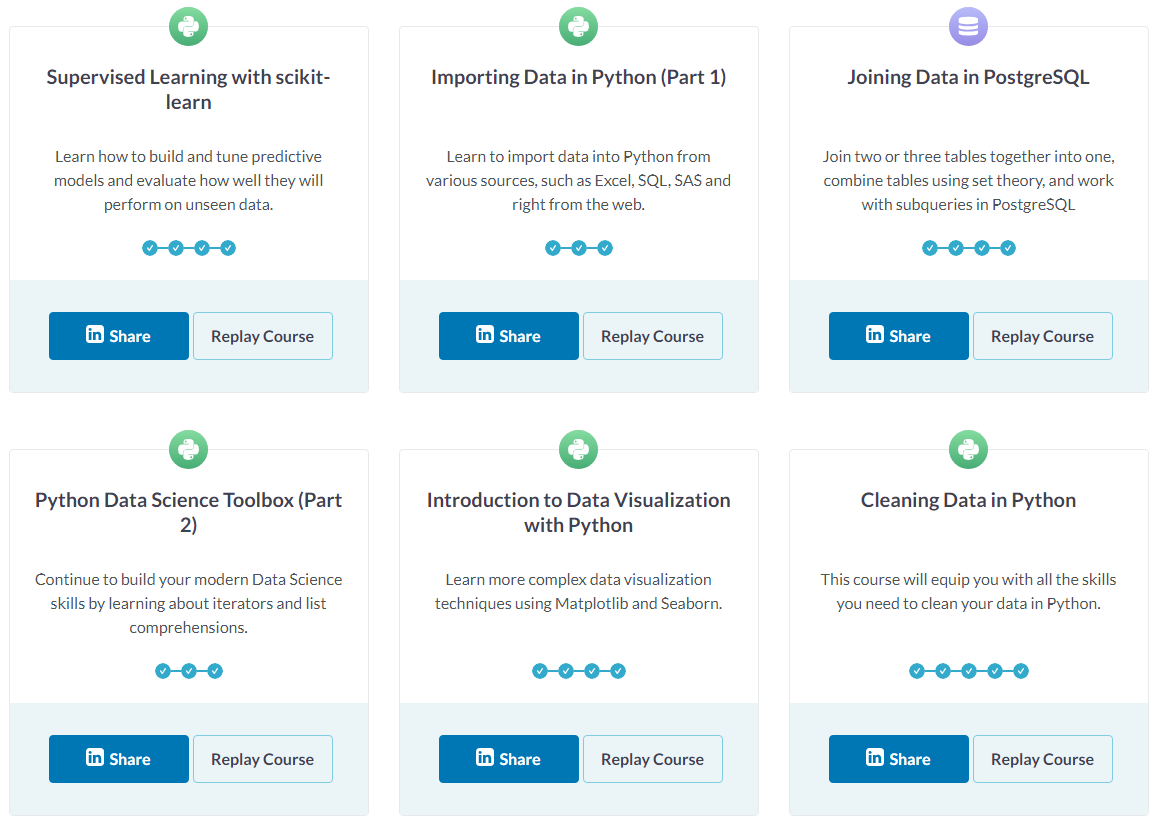 Supervised Learning with scikit-
learn
Learn how to build and tune predictive
models and evaluate how well they will
perform on unseen data.
in Share
Replay Course
Importing Data in Python (Part 1)
Learn to import data into Python from
various sources, such as Excel, SQL, SAS and
right from the web.
in Share
Replay Course
Joining Data in PostgreSQL
Join two or three tables together into one,
combine tables using set theory, and work
with subqueries in PostgreSQL
in Share
Replay Course
Python Data Science Toolbox (Part
2)
Continue to build your modern Data Science
skills by learning about iterators and list
comprehensions.
in Share
Replay Course
Introduction to Data Visualization
with Python
Learn more complex data visualization
techniques using Matplotlib and Seaborn.
in Share
Replay Course
Cleaning Data in Python
This course will equip you with all the skills
you need to clean your data in Python.
in Share
Replay Course